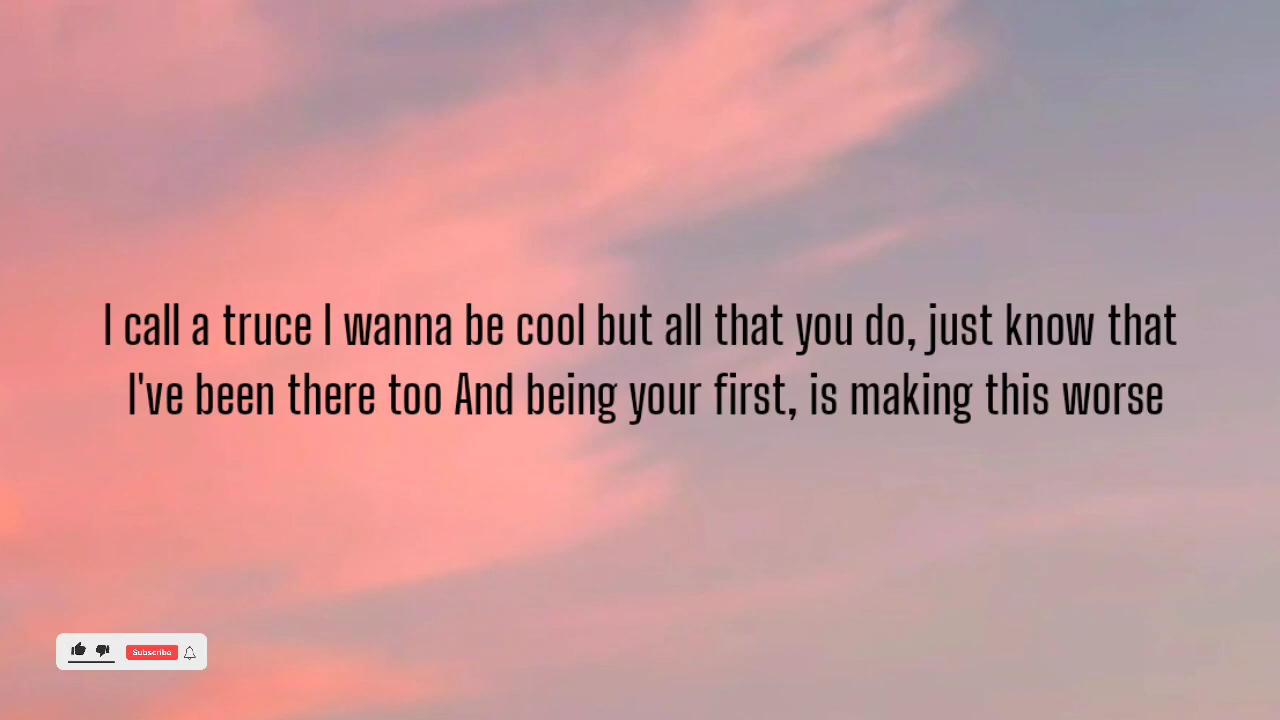 I call a truce I wanna be cool but all that you do, just know that
I've been there too And being your first, is making this worse
Subscribe